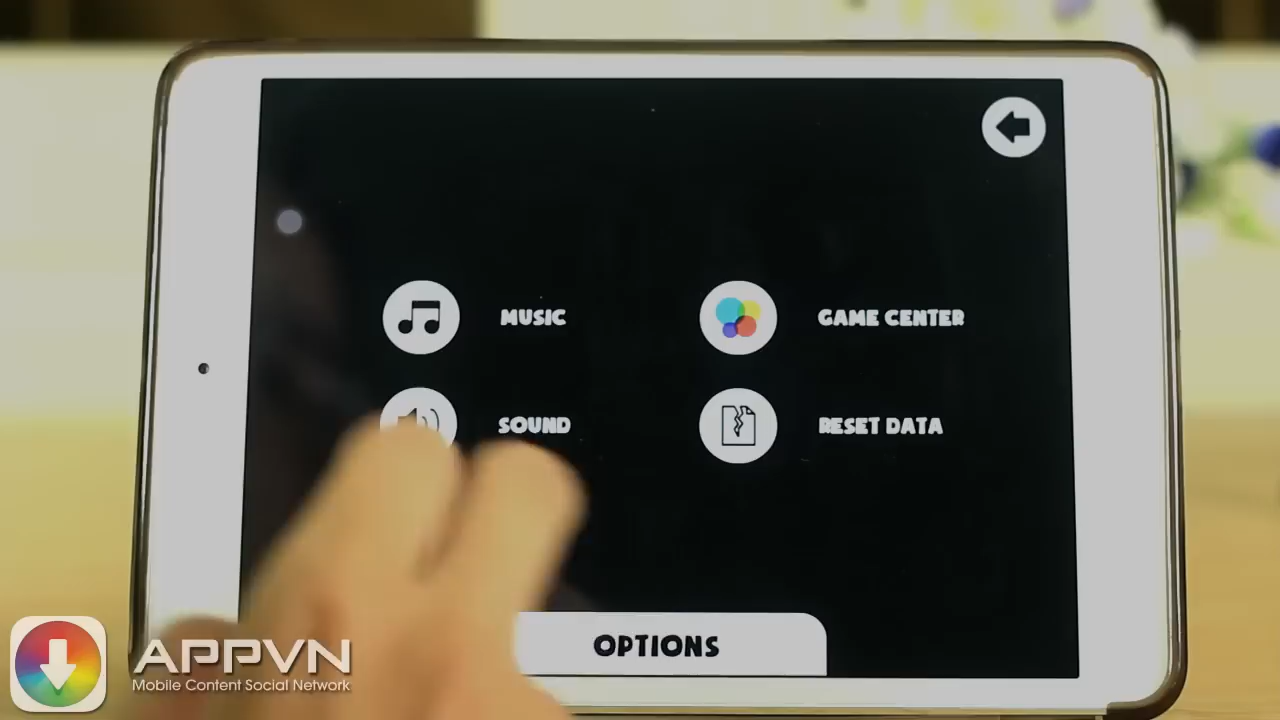 MUSIC
GAME CENTER
SOUND
RESET DATA
OPTIONS
APPVN
Mobile Content Social Network